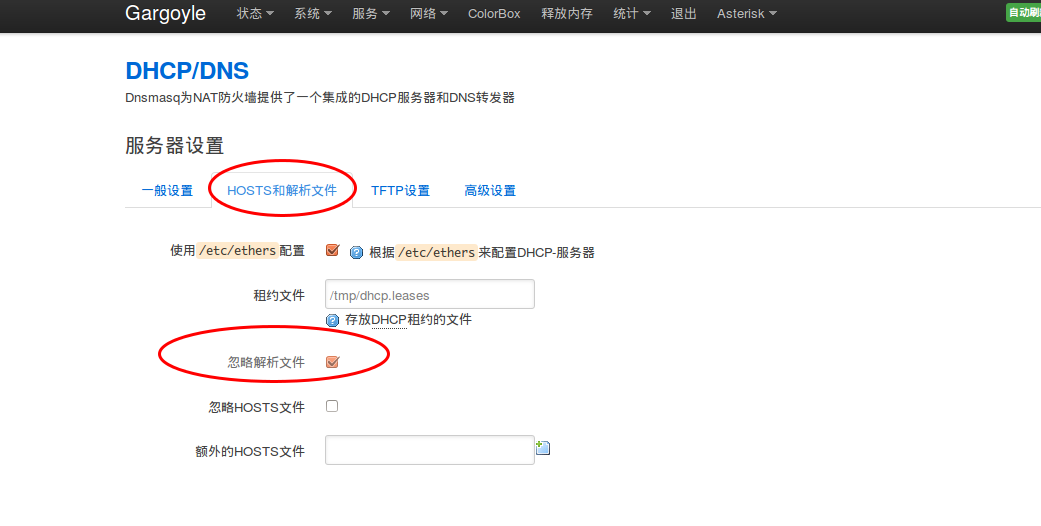 Gargoyle 状态 系统 服务 网络 ColorBox 释放内存 统计 退出 Asterisk
DHCP/DNS
Dnsmasq为NAT防火墙提供了一个集成的DHCP服务器和DNS转发器
服务器设置
一般设置 HOSTS和解析文件 TFTP设置 高级设置
使用 /etc/ethers 配置 根据 /etc/ethers 来配置DHCP-服务器
租约文件 /tmp/dhcp.leases
存放DHCP租约的文件
忽略解析文件
忽略HOSTS文件
额外的HOSTS文件